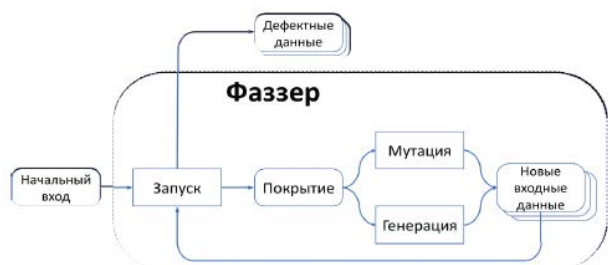 Дефектные
данные
Фаззер
Начальный
вход
Запуск
Покрытие
Мутация
Генерация
Новые
входные
данные